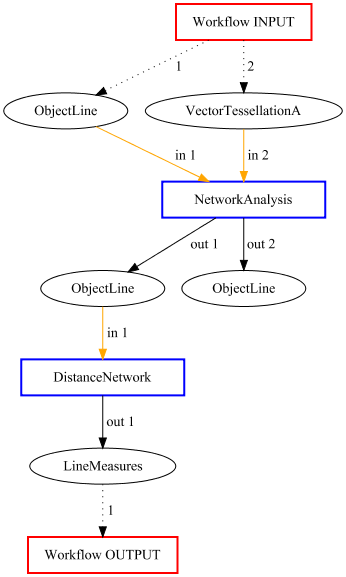 Workflow INPUT
1
2
ObjectLine
VectorTessellationA
in 1
in 2
NetworkAnalysis
out 1
out 2
ObjectLine
ObjectLine
in 1
DistanceNetwork
out 1
LineMeasures
1
Workflow OUTPUT